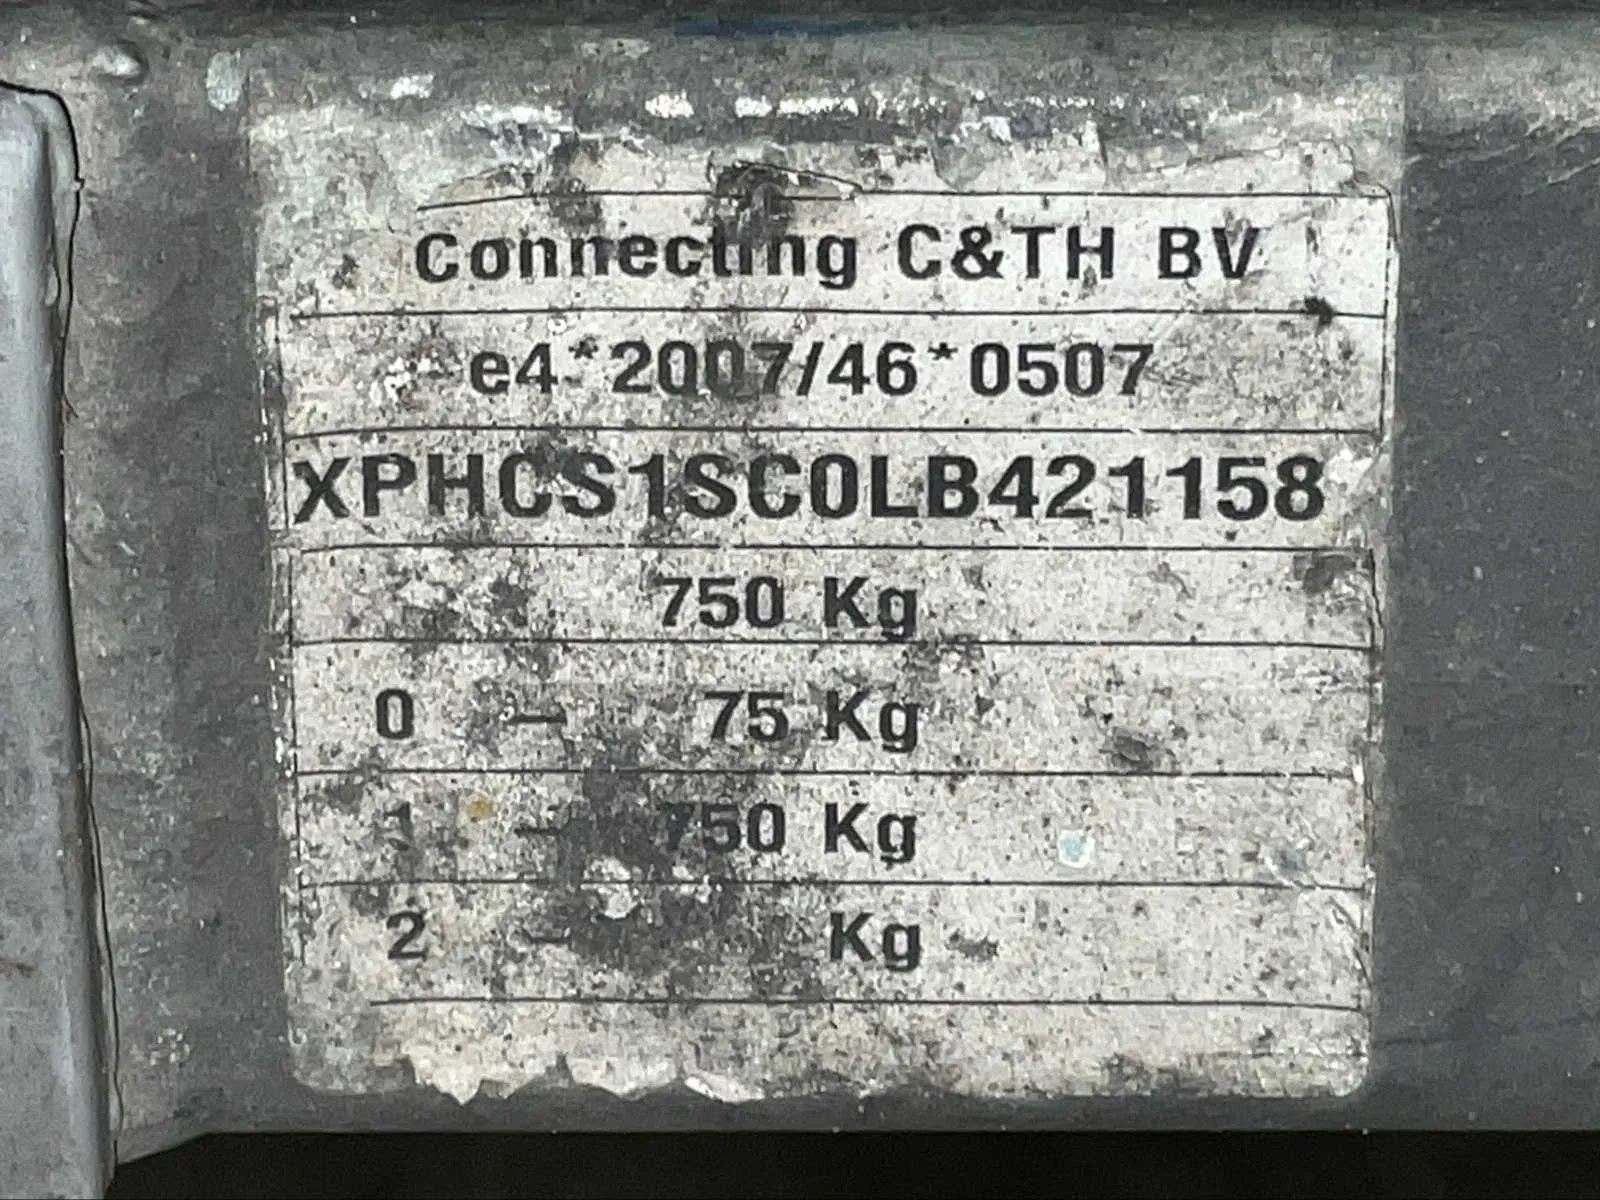 Connecting C&TH BV
e4*2007/46*0507
XPHCS1SC0LB421158
750 Kg
0 - 75 Kg
1 - 750 Kg
2 - Kg